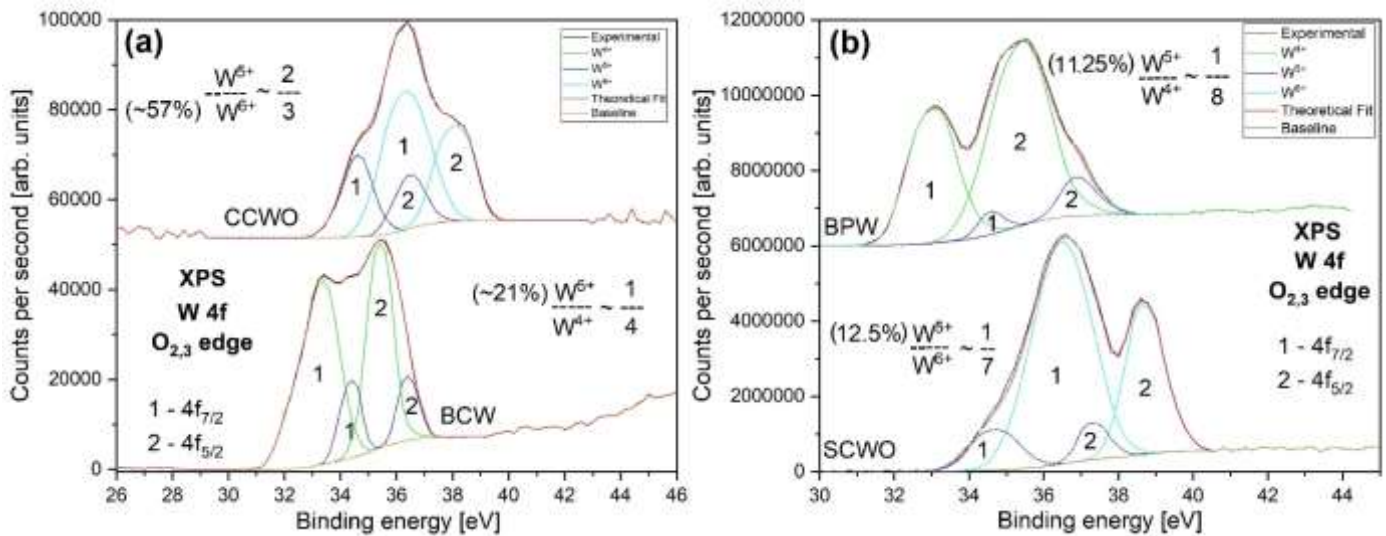 (a)
Experimental
W⁴⁺
W⁵⁺
W⁶⁺
Theoretical Fit
Baseline
(~57%) W⁵⁺/W⁶⁺ ~ 2/3
1
1
2
2
CCWO
XPS
W 4f
O₂,₃ edge
1 - 4f₇/₂
2 - 4f₅/₂
(~21%) W⁵⁺/W⁴⁺ ~ 1/4
1
1
2
2
BCW
Counts per second [arb. units]
100000
80000
60000
40000
20000
0
26 28 30 32 34 36 38 40 42 44 46
Binding energy [eV]
(b)
Experimental
W⁴⁺
W⁵⁺
W⁶⁺
Theoretical Fit
Baseline
(11.25%) W⁵⁺/W⁴⁺ ~ 1/8
1
2
1
2
BPW
XPS
W 4f
O₂,₃ edge
1 - 4f₇/₂
2 - 4f₅/₂
(12.5%) W⁵⁺/W⁶⁺ ~ 1/7
1
1
2
2
SCWO
Counts per second [arb. units]
12000000
10000000
8000000
6000000
4000000
2000000
0
30 32 34 36 38 40 42 44
Binding energy [eV]